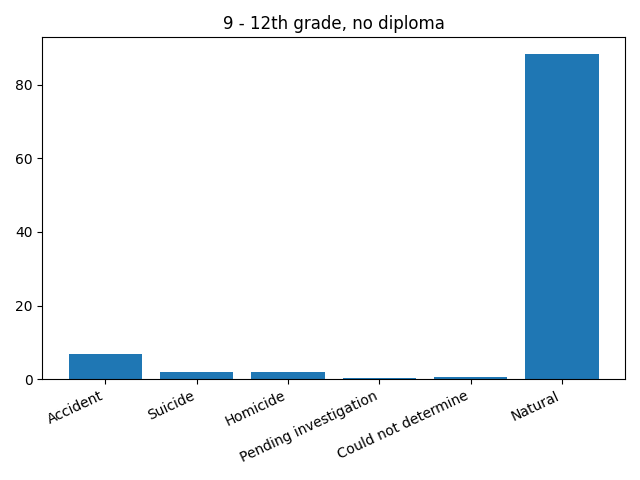 9 - 12th grade, no diploma
80
60
40
20
0
Accident
Suicide
Homicide
Pending investigation
Could not determine
Natural